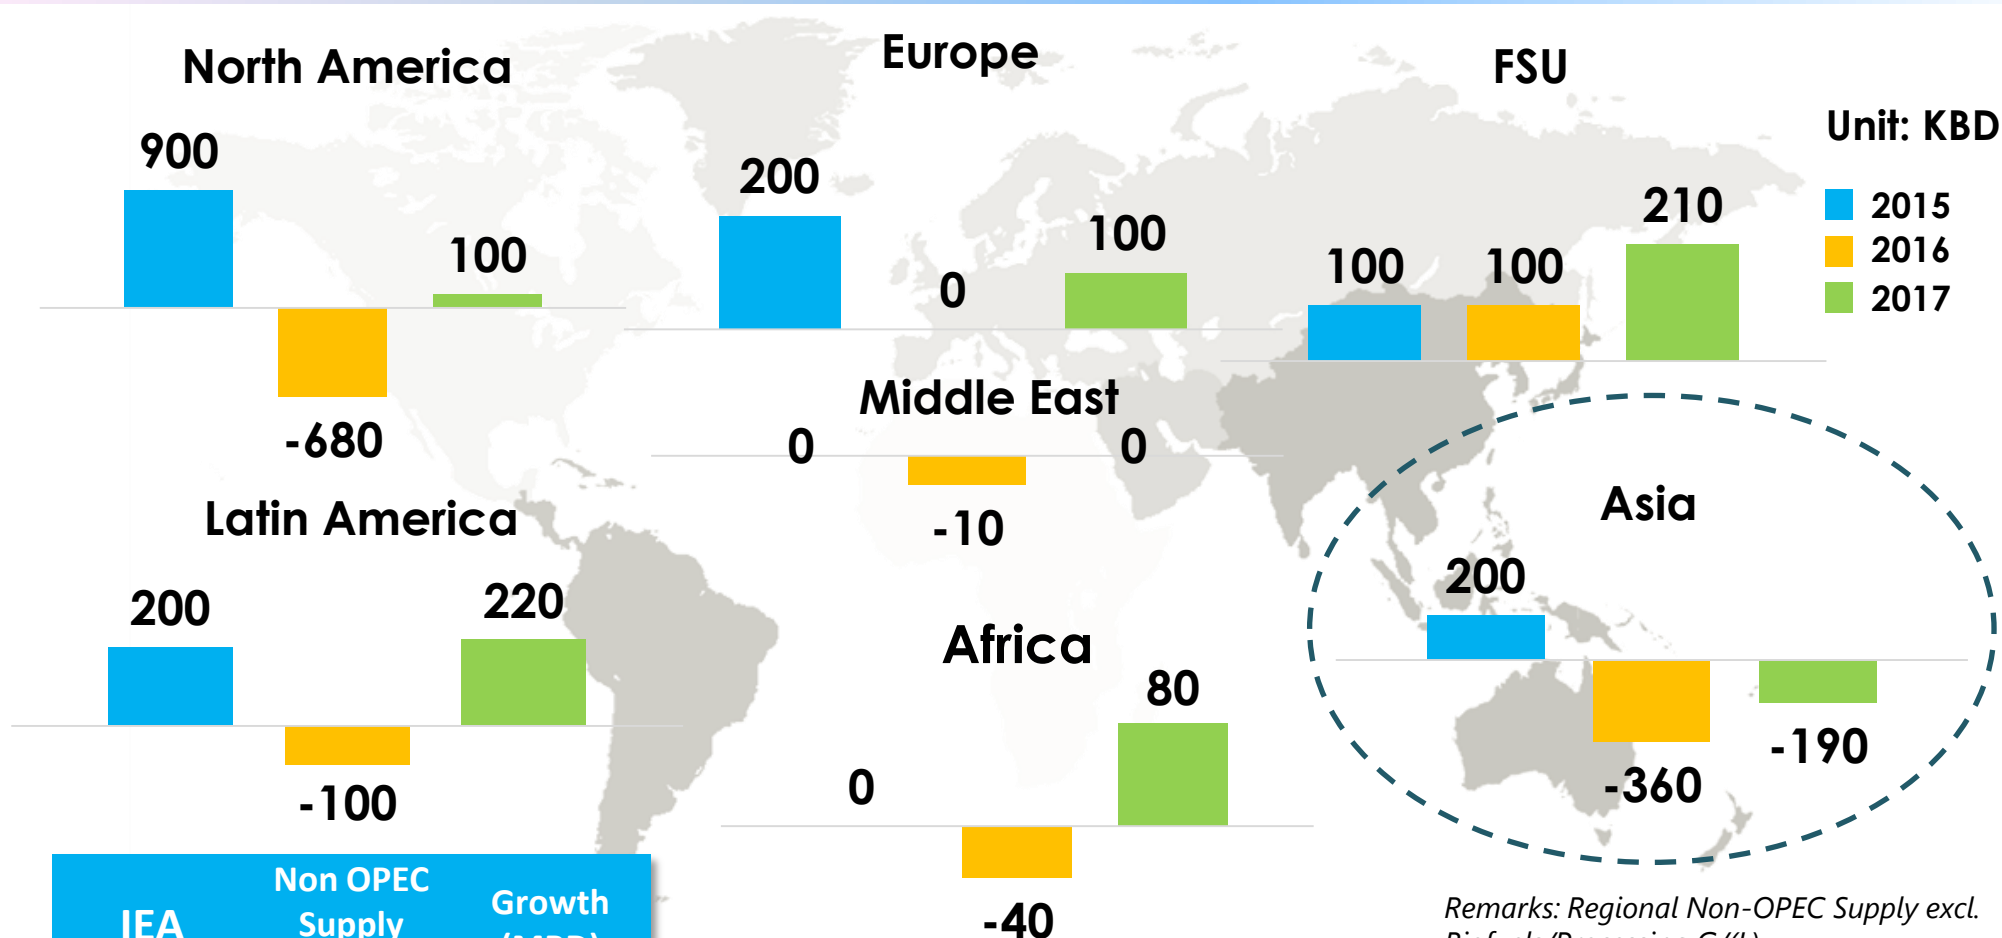 North America
900
-680
100
Europe
200
0
100
FSU
100
100
210
Unit: KBD
2015
2016
2017
Middle East
0
-10
0
Latin America
200
-100
220
Africa
0
-40
80
Asia
200
-360
-190
IEA
Non OPEC
Supply
Growth
(MBD)
Remarks: Regional Non-OPEC Supply excl.